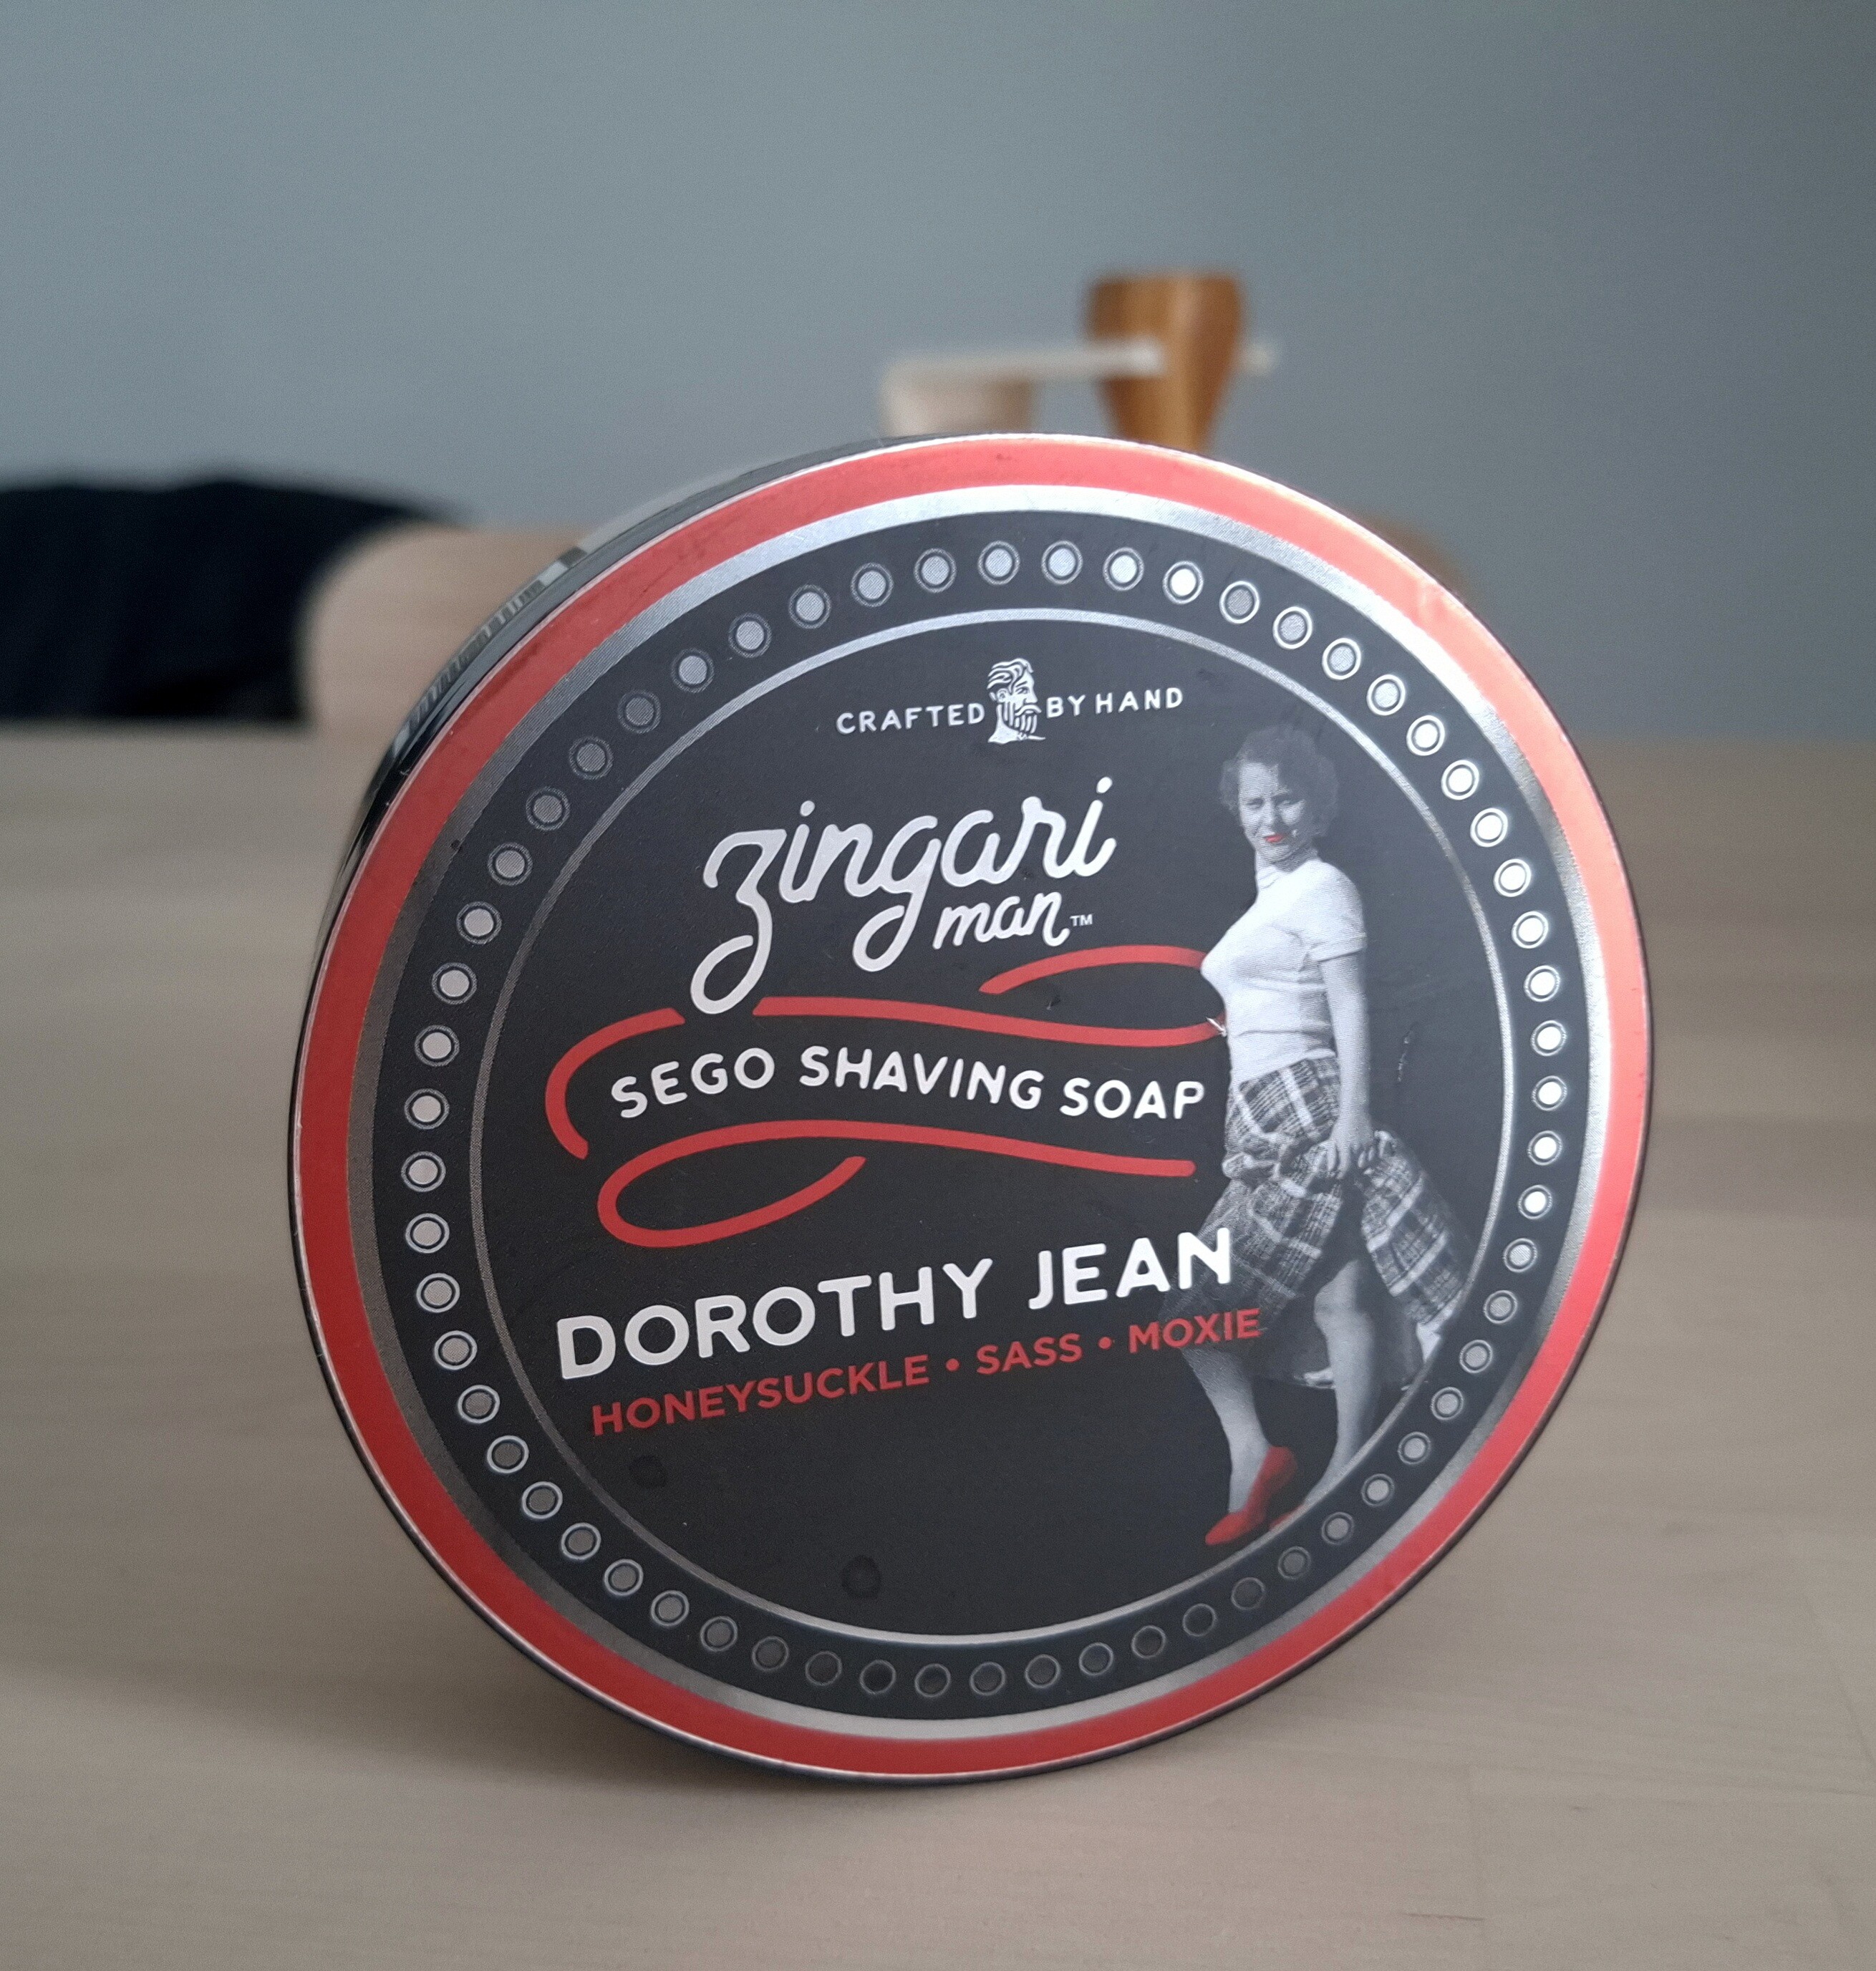 CRAFTED BY HAND
zingari
man™
SEGO SHAVING SOAP
DOROTHY JEAN
HONEYSUCKLE • SASS • MOXIE